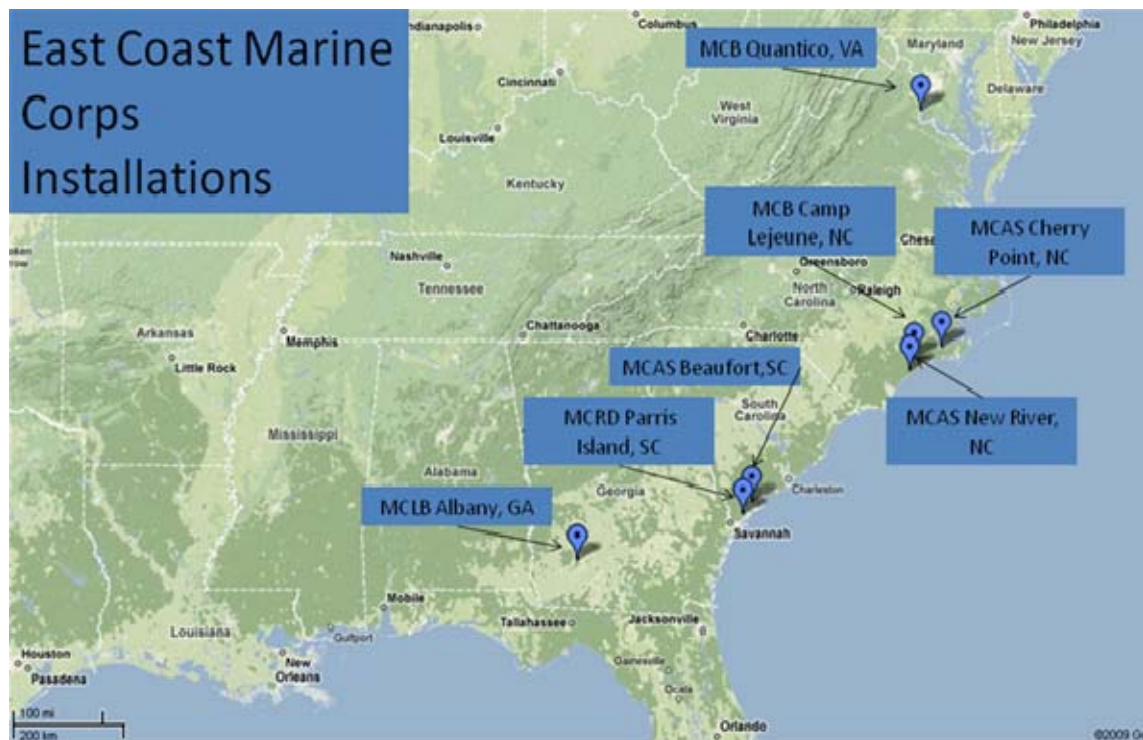 East Coast Marine
Corps
Installations
Indianapolis
Columbus
Philadelphia
MCB Quantico, VA
Maryland
New Jersey
Cincinnati
Delaware
West
Virginia
Louisville
Kentucky
MCB Camp
Lejeune, NC
MCAS Cherry
Point, NC
Chesa
Nashville
Greensboro
Tennessee
North
Carolina
Raleigh
Chattanooga
Charlotte
Arkansas
Memphis
Little Rock
MCAS Beaufort,SC
South
Carolina
MCRD Parris
Island, SC
MCAS New River,
NC
Mississippi
Alabama
Georgia
Charleston
MCLB Albany, GA
Savannah
Mobile
Tallahassee
Jacksonville
Louisiana
Gulfport
Houston
Pasadena
New
Orleans
Gainesville
Ocala
100 mi
200 km
Orlando
©2009 G